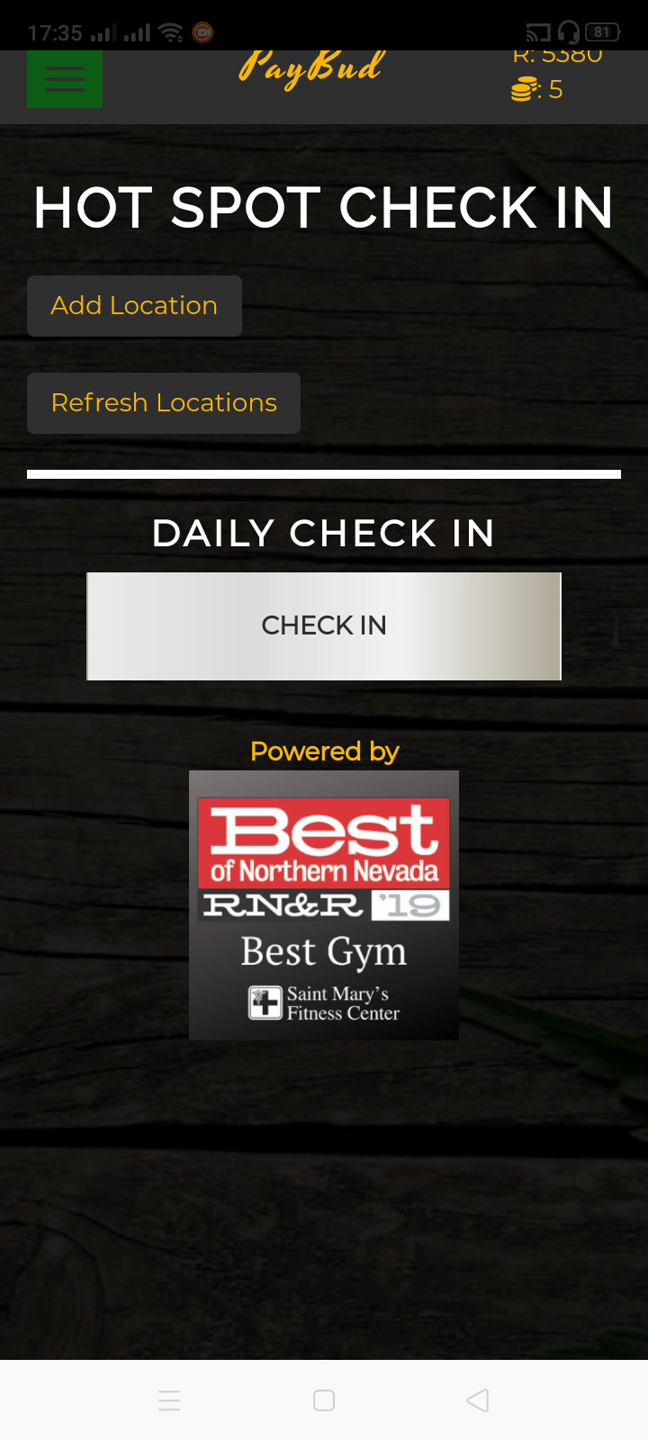 17:35
81
PayBud
R: 5380
: 5
HOT SPOT CHECK IN
Add Location
Refresh Locations
DAILY CHECK IN
CHECK IN
Powered by
Best
of Northern Nevada
RN&R '19
Best Gym
Saint Mary's
Fitness Center